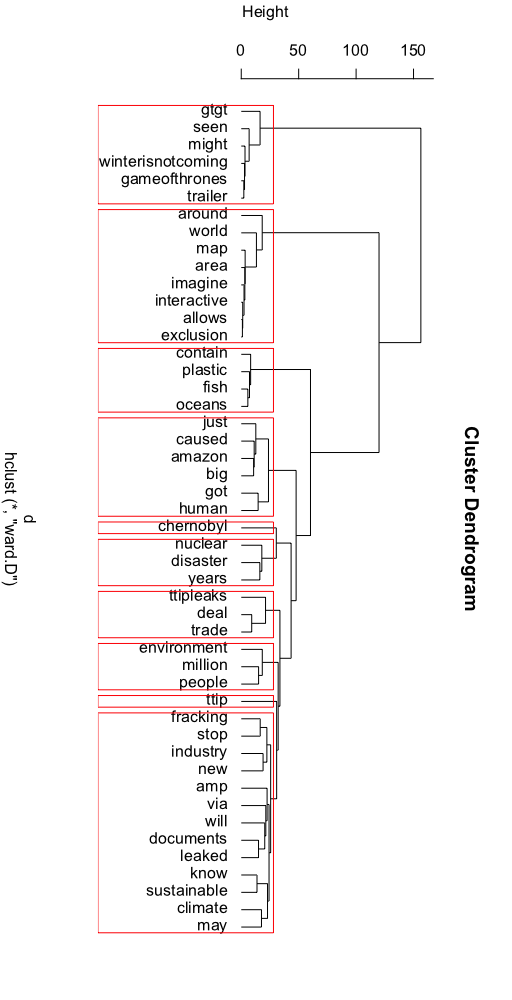 Height
0 50 100 150
gtgt
seen
might
winterisnotcoming
gameofthrones
trailer
around
world
map
area
imagine
interactive
allows
exclusion
contain
plastic
fish
oceans
just
caused
amazon
big
got
human
chernobyl
nuclear
disaster
years
ttipleaks
deal
trade
environment
million
people
ttip
fracking
stop
industry
new
amp
via
will
documents
leaked
know
sustainable
climate
may
Cluster Dendrogram
d
hclust (*, "ward.D")